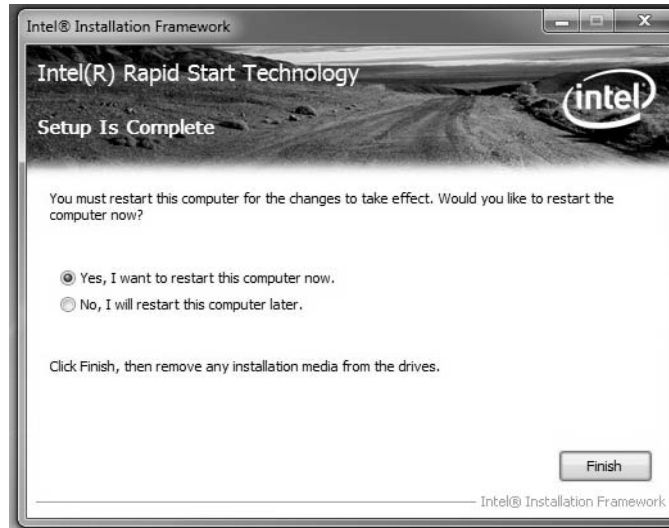 Intel® Installation Framework
Intel(R) Rapid Start Technology
intel
Setup Is Complete
You must restart this computer for the changes to take effect. Would you like to restart the
computer now?
Yes, I want to restart this computer now.
No, I will restart this computer later.
Click Finish, then remove any installation media from the drives.
Finish
Intel® Installation Framework